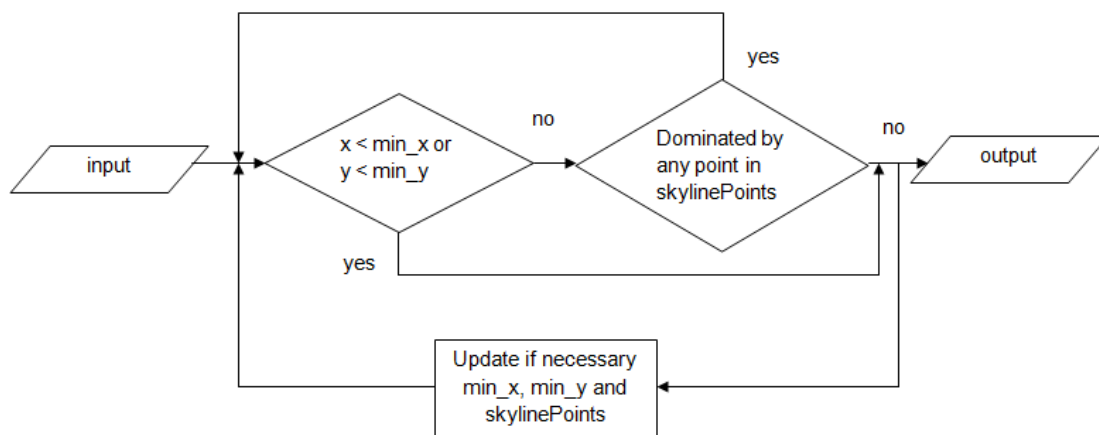 yes
no
x < min_x or
y < min_y
Dominated by
any point in
skylinePoints
no
input
output
yes
Update if necessary
min_x, min_y and
skylinePoints